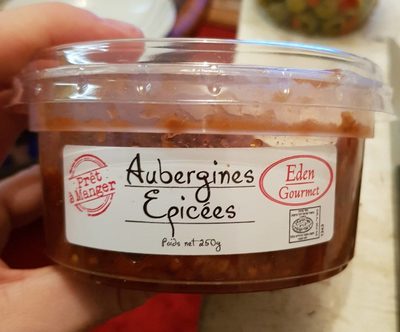 Prêt
à Manger
Aubergines
Epicées
Poids net 250g
Eden
Gourmet